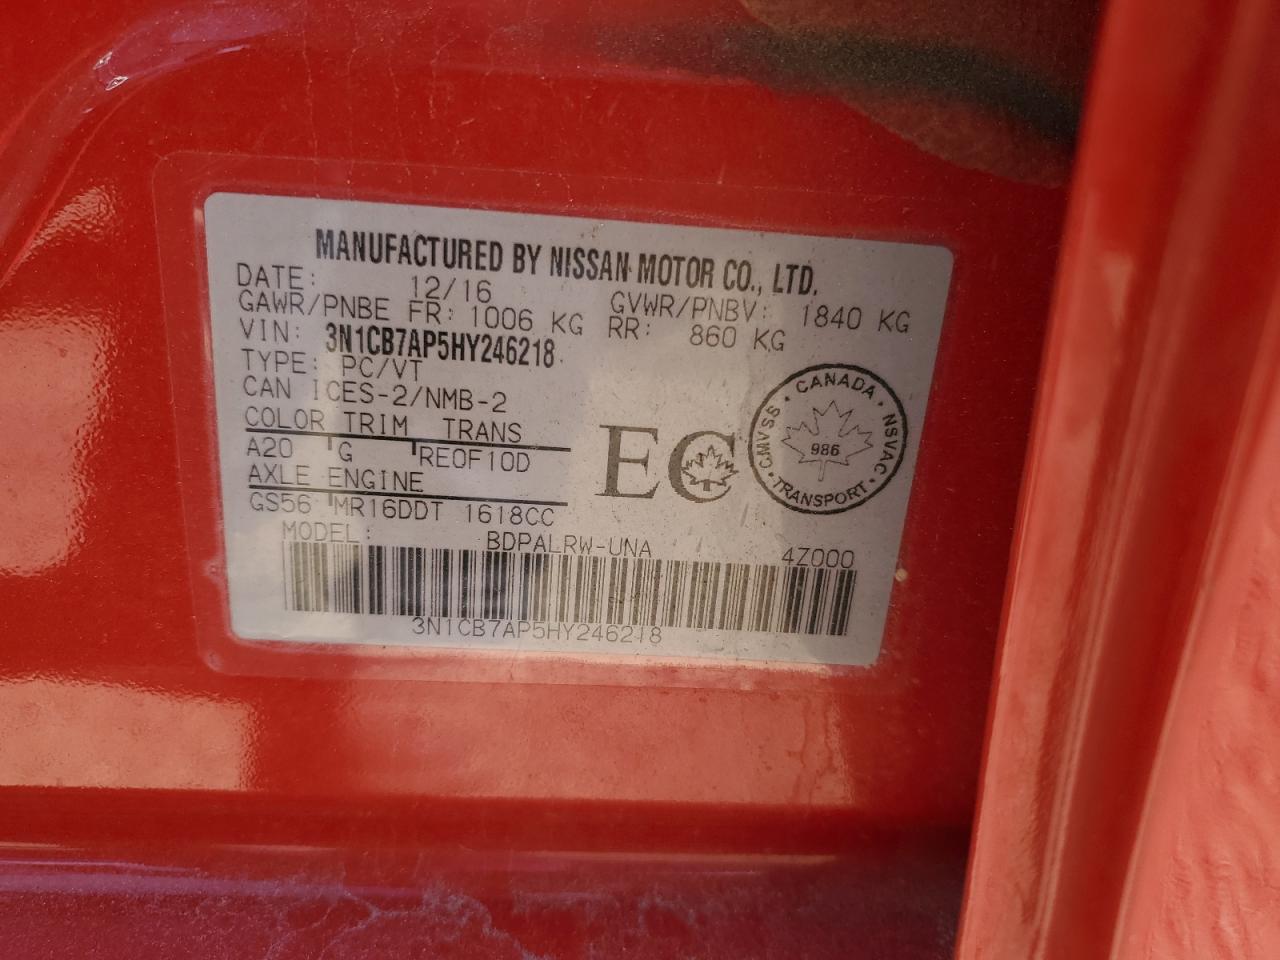 MANUFACTURED BY NISSAN MOTOR CO., LTD.
DATE: 12/16 GVWR/PNBV: 1840 KG
GAWR/PNBE FR: 1006 KG RR: 860 KG
VIN: 3N1CB7AP5HY246218
TYPE: PC/VT
CAN ICES-2/NMB-2
COLOR TRIM TRANS
A20 G RE0F10D
AXLE ENGINE
GS56 MR16DDT 1618CC
EC
CANADA · NSVAC · TRANSPORT · CMVSS ·
986
MODEL: BDPALRW-UNA 4Z000
3N1CB7AP5HY246218